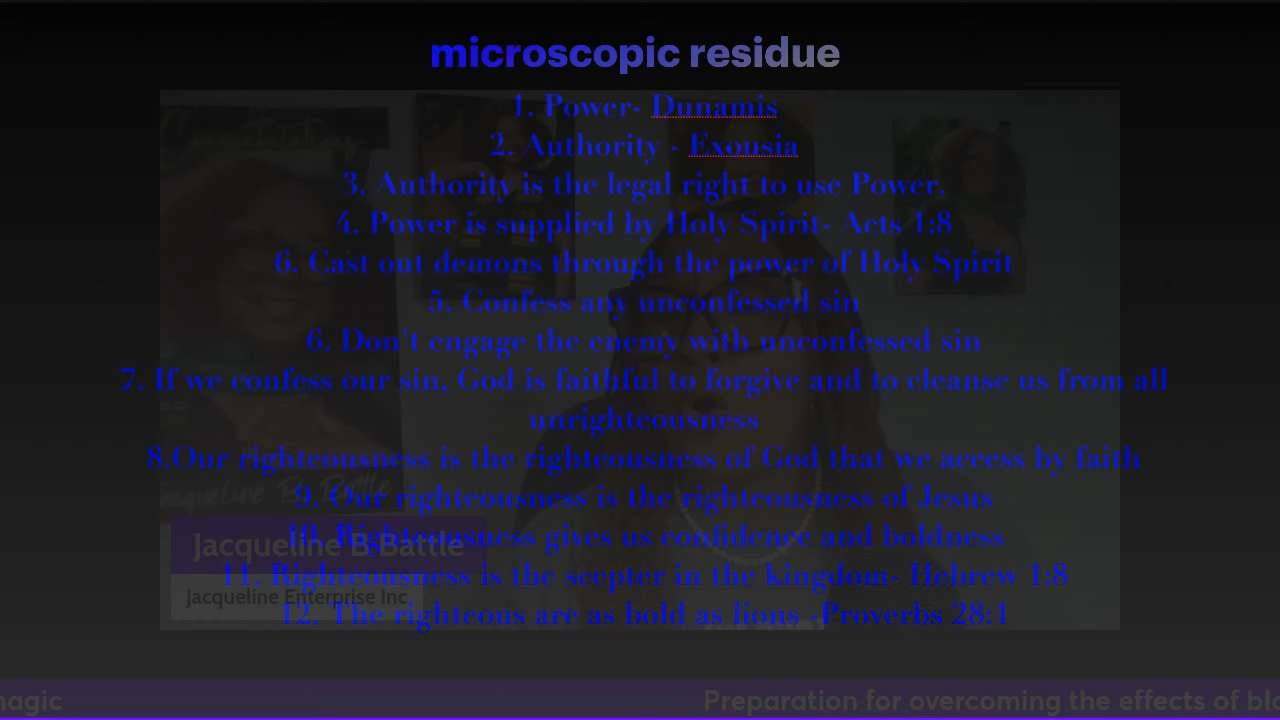 microscopic residue
1. Power- Dunamis
2. Authority - Exousia
3. Authority is the legal right to use Power.
4. Power is supplied by Holy Spirit- Acts 1:8
6. Cast out demons through the power of Holy Spirit
5. Confess any unconfessed sin
6. Don't engage the enemy with unconfessed sin
7. If we confess our sin, God is faithful to forgive and to cleanse us from all
unrighteousness
8.Our righteousness is the righteousness of God that we access by faith
9. Our righteousness is the righteousness of Jesus
10. Righteousness gives us confidence and boldness
11. Righteousness is the scepter in the kingdom- Hebrew 1:8
12. The righteous are as bold as lions -Proverbs 28:1
Congratulations
Jacqueline B. Battle
Jacqueline B Battle
Jacqueline Enterprise Inc
Preparation for overcoming the effects of